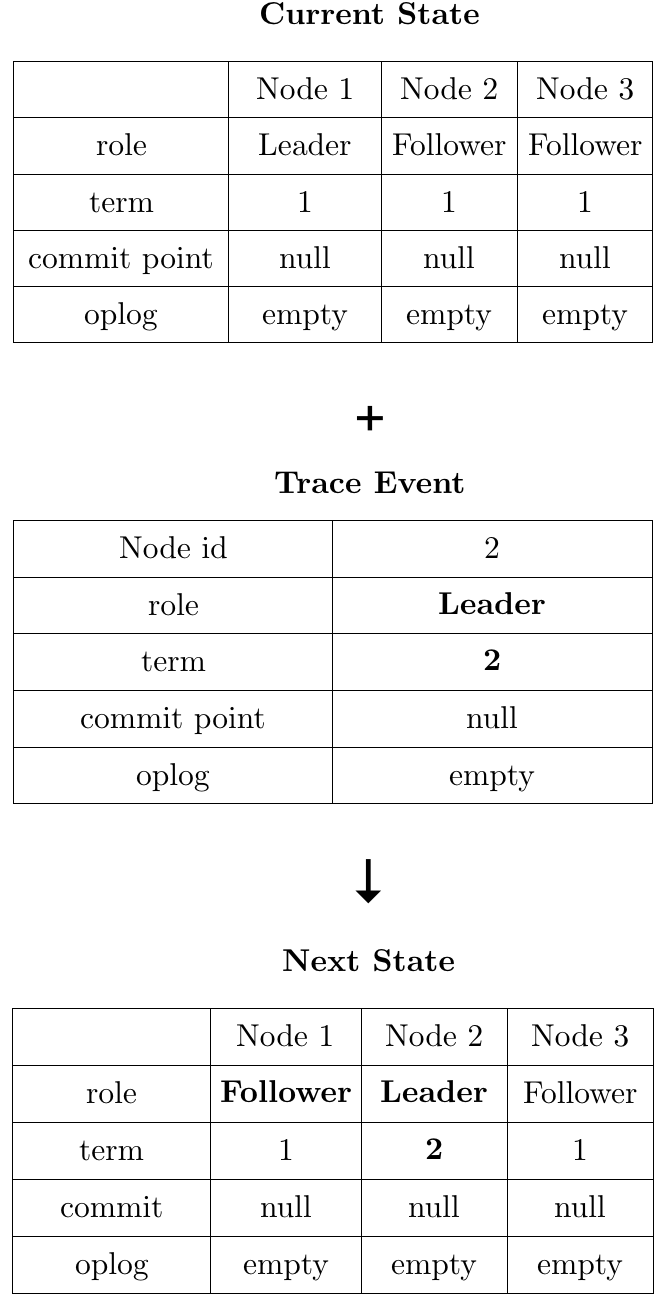 Current State
Node 1 Node 2 Node 3
role Leader Follower Follower
term 1 1 1
commit point null null null
oplog empty empty empty
+
Trace Event
Node id 2
role Leader
term 2
commit point null
oplog empty
↓
Next State
Node 1 Node 2 Node 3
role Follower Leader Follower
term 1 2 1
commit null null null
oplog empty empty empty